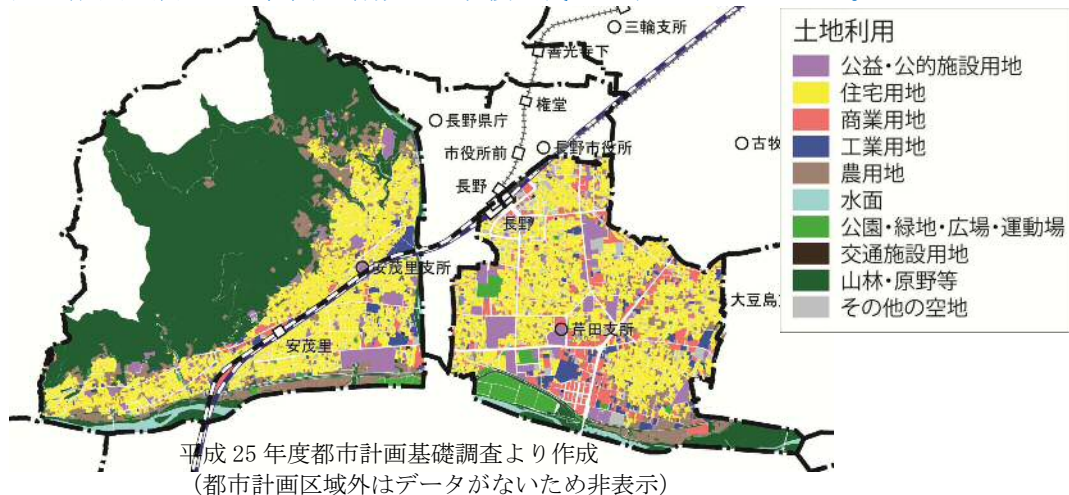 三輪支所
善光寺下
権堂
長野県庁
古牧
市役所前
長野市役所
長野
長野
安茂里支所
大豆島
芹田支所
安茂里
土地利用
公益・公的施設用地
住宅用地
商業用地
工業用地
農用地
水面
公園・緑地・広場・運動場
交通施設用地
山林・原野等
その他の空地
平成 25 年度都市計画基礎調査より作成
（都市計画区域外はデータがないため非表示）